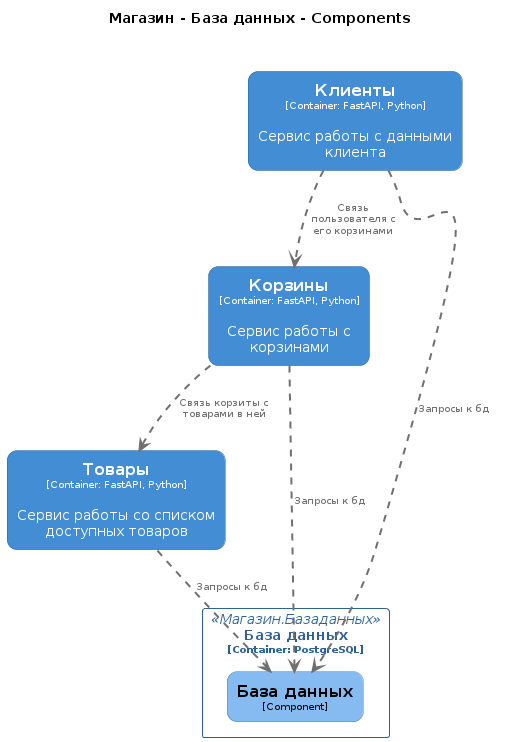 Магазин - База данных - Components
Клиенты
[Container: FastAPI, Python]
Сервис работы с данными
клиента
Связь
пользователя с
его корзинами
Корзины
[Container: FastAPI, Python]
Сервис работы с
корзинами
Связь корзиты с
товарами в ней
Запросы к бд
Товары
[Container: FastAPI, Python]
Сервис работы со списком
доступных товаров
Запросы к бд
Запросы к бд
«Магазин.Базаданных»
База данных
[Container: PostgreSQL]
База данных
[Component]